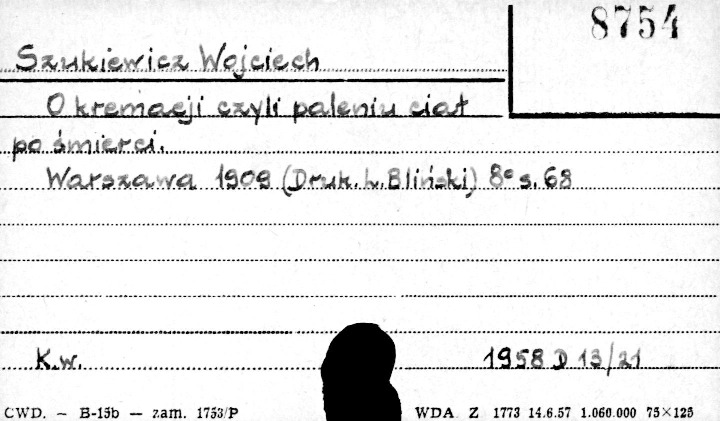 8754
Szukiewicz Wojciech
O kremacji czyli paleniu ciał
po śmierci.
Warszawa 1909 (Druk. L. Bliński) 8° s. 68
K.w. 1958 D 13/21
CWD. — B-15b — zam. 1753/P WDA Z 1773 14.6.57 1.060.000 75×125